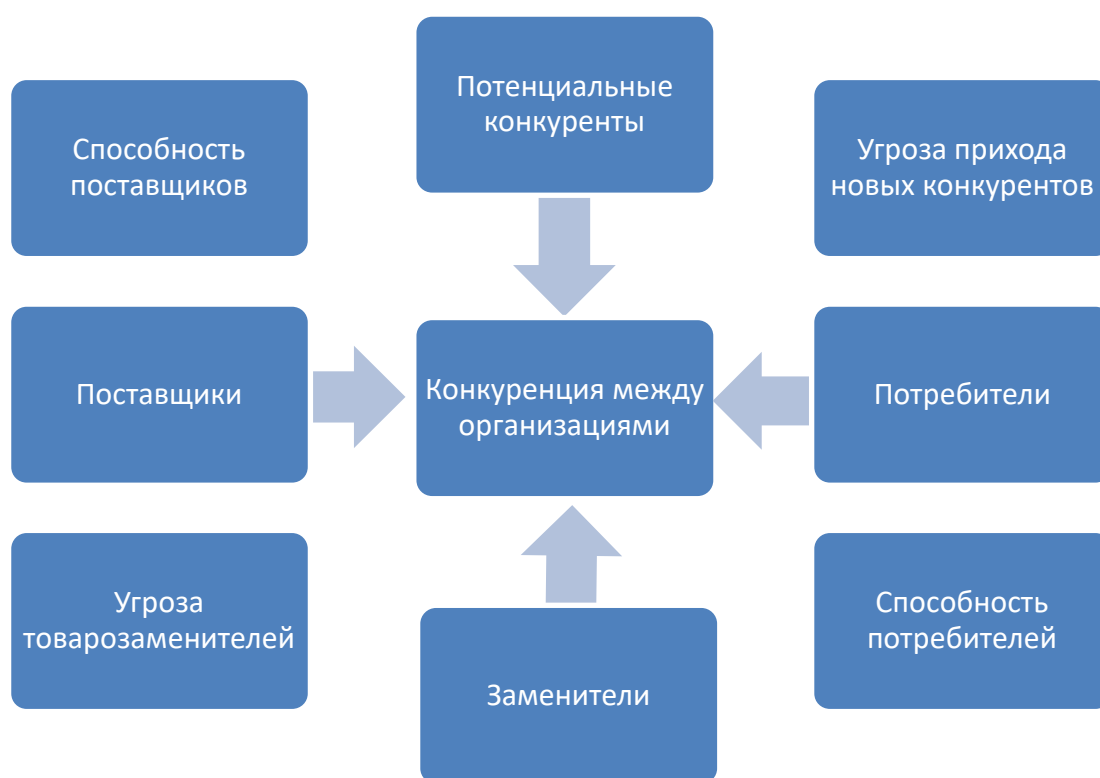 Потенциальные
конкуренты
Способность
поставщиков
Угроза прихода
новых конкурентов
Поставщики
Конкуренция между
организациями
Потребители
Угроза
товарозаменителей
Заменители
Способность
потребителей